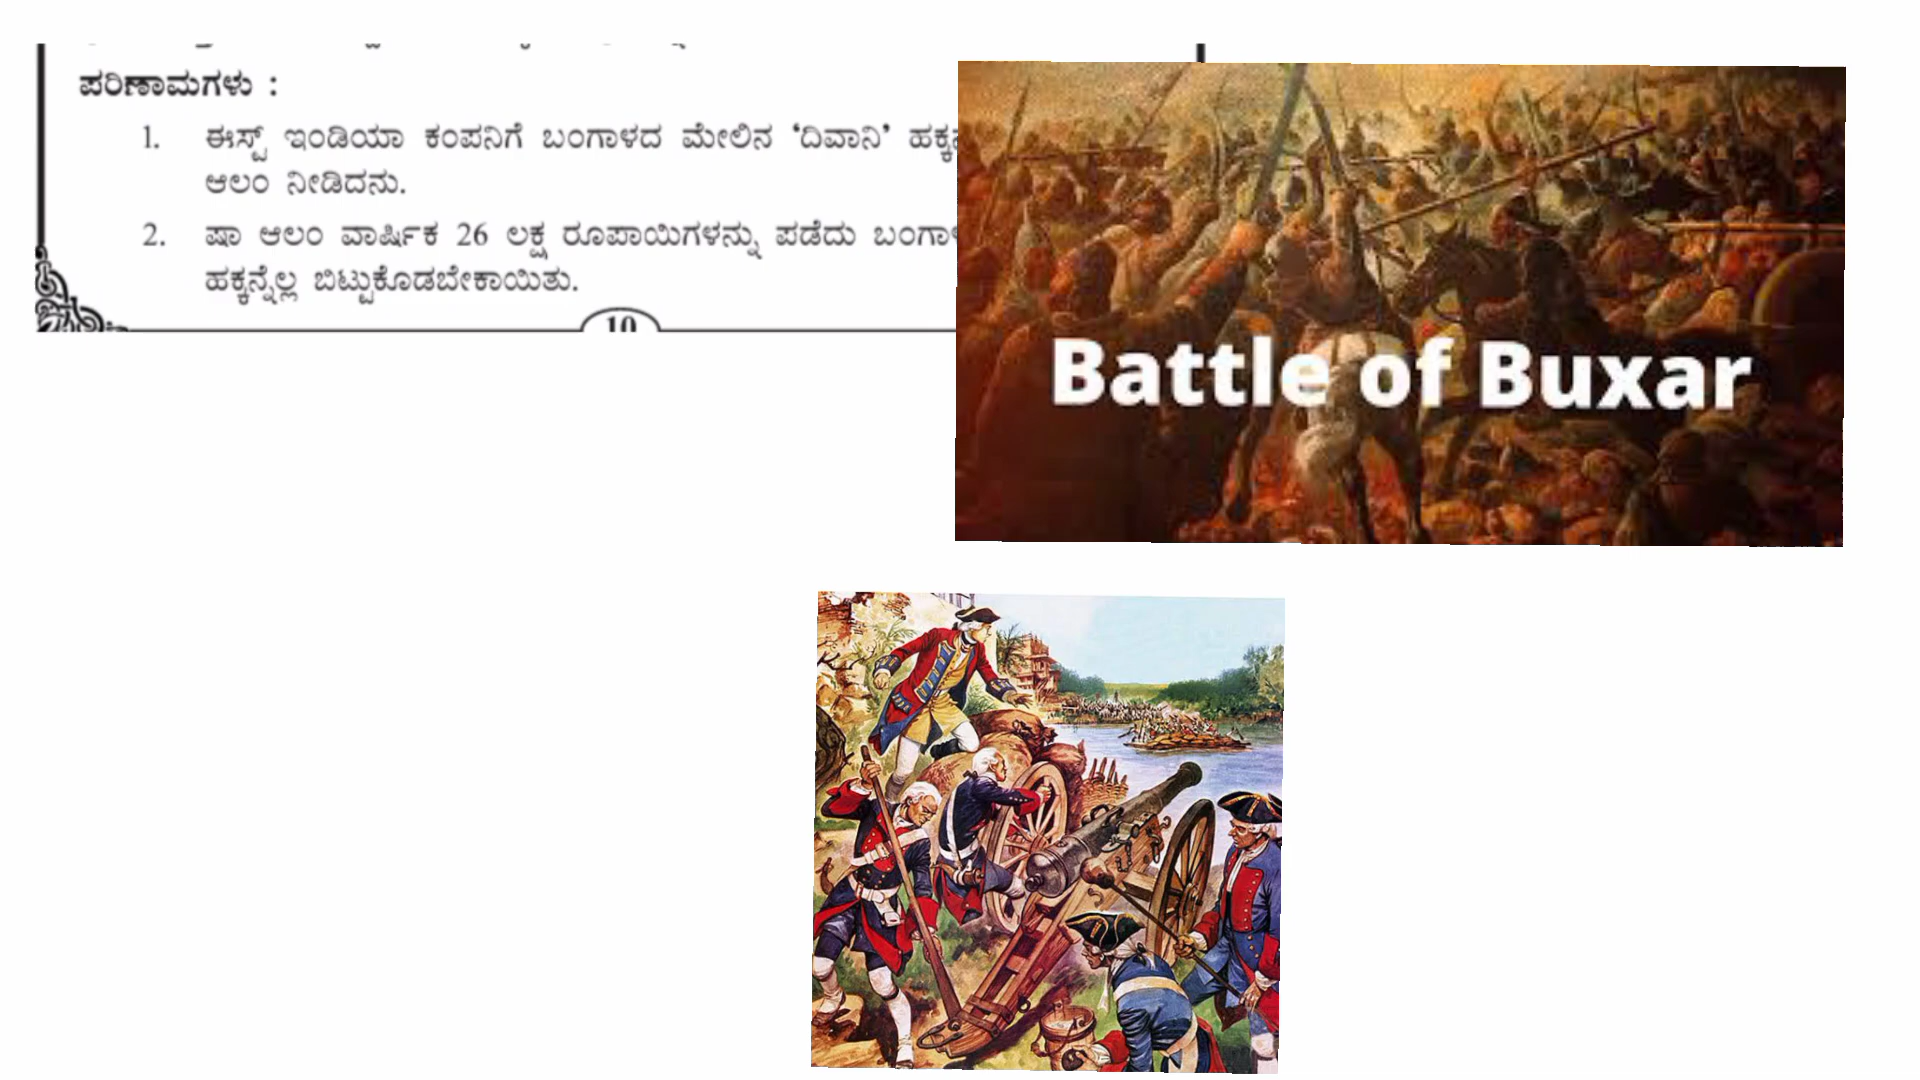 ಪರಿಣಾಮಗಳು :
1. ಈಸ್ಟ್ ಇಂಡಿಯಾ ಕಂಪನಿಗೆ ಬಂಗಾಳದ ಮೇಲಿನ ‘ದಿವಾನಿ’
ಆಲಂ ನೀಡಿದನು.
2. ಷಾ ಆಲಂ ವಾರ್ಷಿಕ 26 ಲಕ್ಷ ರೂಪಾಯಿಗಳನ್ನು ಪಡೆದು
ಹಕ್ಕನ್ನೆಲ್ಲ ಬಿಟ್ಟುಕೊಡಬೇಕಾಯಿತು.
10
Battle of Buxar